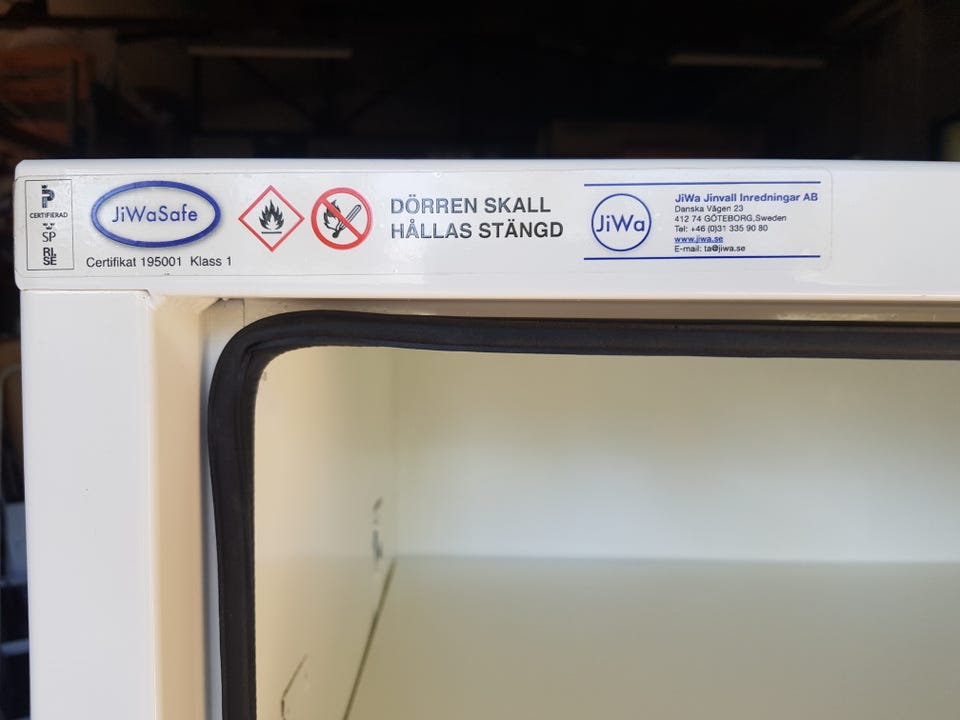 P
CERTIFIERAD
SP
RI.
SE
JiWaSafe
Certifikat 195001 Klass 1
DÖRREN SKALL
HÅLLAS STÄNGD
JiWa
JiWa Jinvall Inredningar AB
Danska Vägen 23
412 74 GÖTEBORG,Sweden
Tel: +46 (0)31 335 90 80
www.jiwa.se
E-mail: ta@jiwa.se